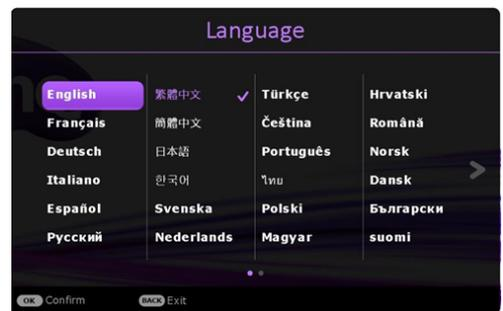 Language
English
Français
Deutsch
Italiano
Español
Русский
繁體中文
簡體中文
日本語
한국어
Svenska
Nederlands
Türkçe
Čeština
Português
ไทย
Polski
Magyar
Hrvatski
Română
Norsk
Dansk
Български
suomi
OK Confirm
BACK Exit